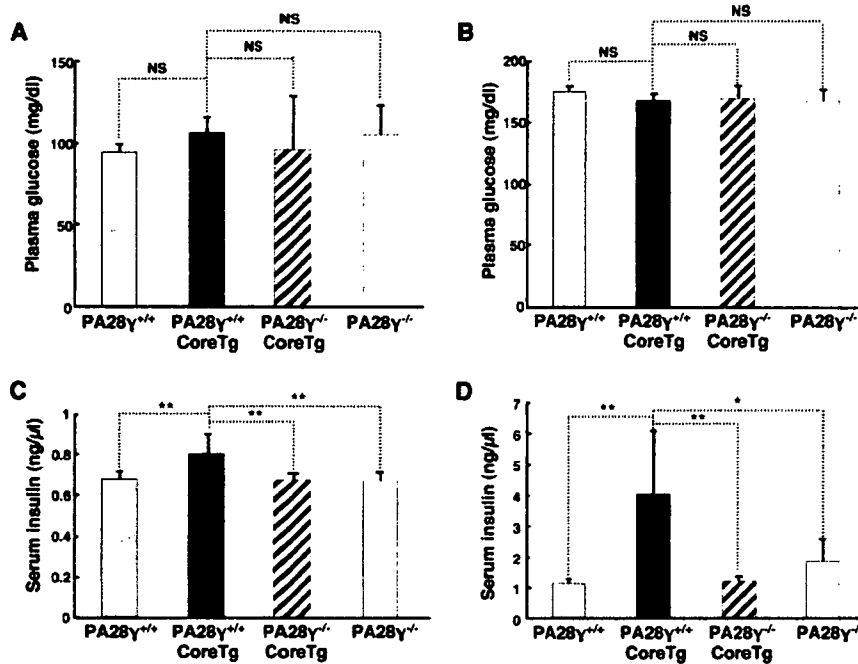 A
NS
NS
NS
Plasma glucose (mg/dl)
150
100
50
0
PA28γ+/+
PA28γ+/+ CoreTg
PA28γ-/- CoreTg
PA28γ-/-
B
NS
NS
NS
Plasma glucose (mg/dl)
200
150
100
50
0
PA28γ+/+
PA28γ+/+ CoreTg
PA28γ-/- CoreTg
PA28γ-/-
C
**
**
**
Serum insulin (ng/μl)
1
0.8
0.6
0.4
0.2
0
PA28γ+/+
PA28γ+/+ CoreTg
PA28γ-/- CoreTg
PA28γ-/-
D
*
**
**
Serum insulin (ng/μl)
7
6
5
4
3
2
1
0
PA28γ+/+
PA28γ+/+ CoreTg
PA28γ-/- CoreTg
PA28γ-/-